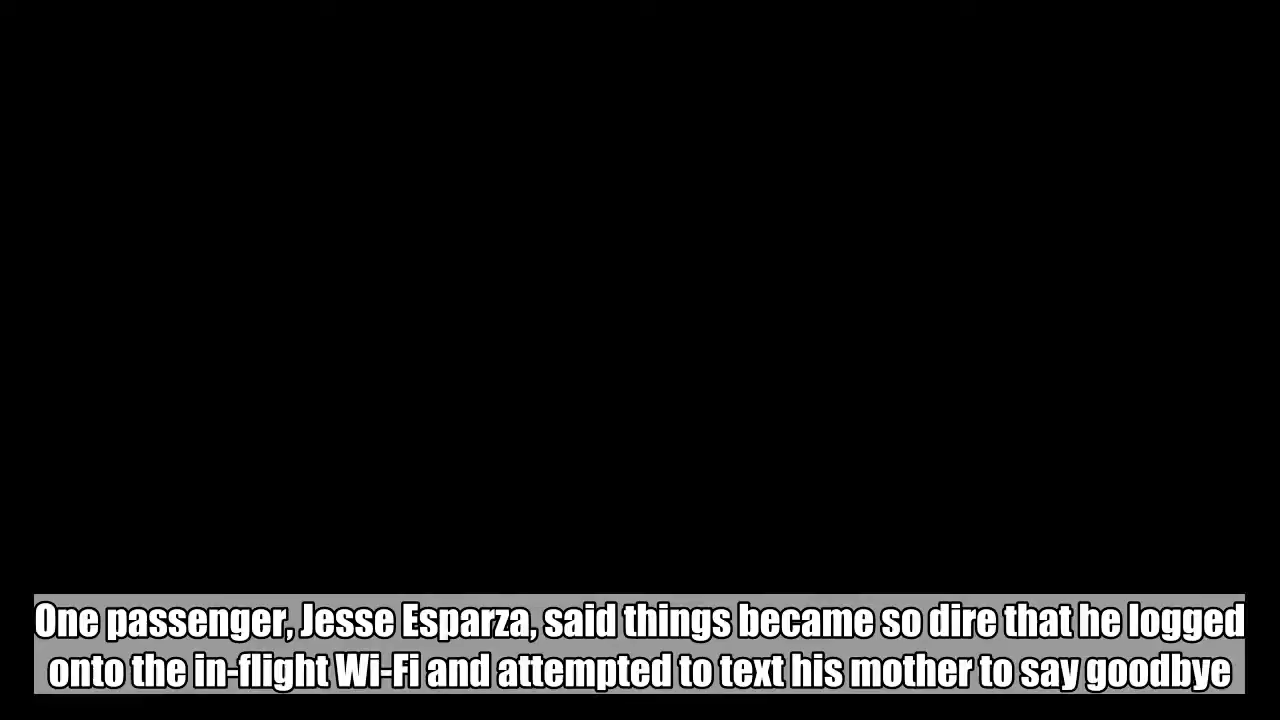 One passenger, Jesse Esparza, said things became so dire that he logged
onto the in-flight Wi-Fi and attempted to text his mother to say goodbye